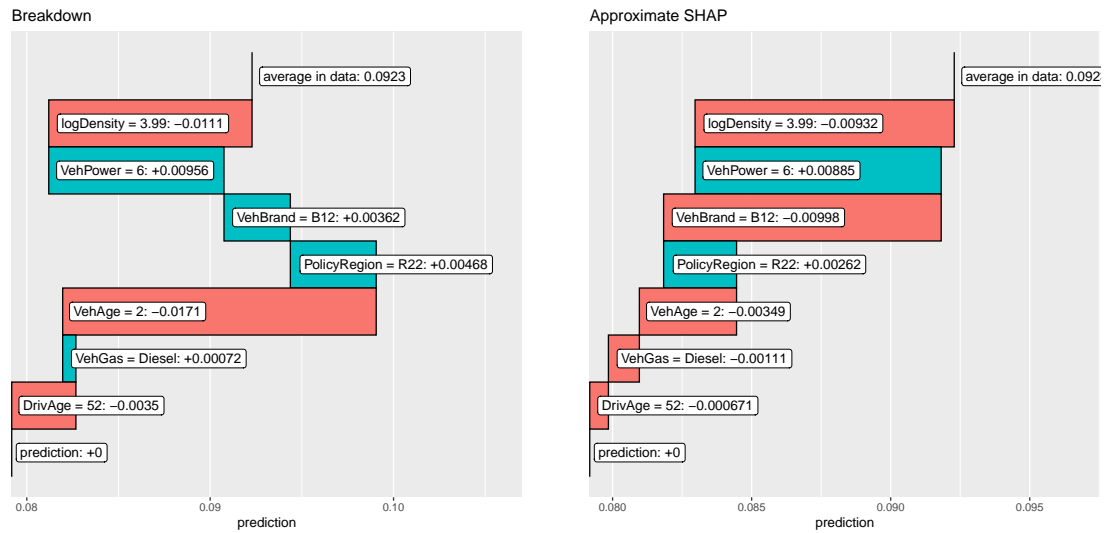 Breakdown
average in data: 0.0923
logDensity = 3.99: −0.0111
VehPower = 6: +0.00956
VehBrand = B12: +0.00362
PolicyRegion = R22: +0.00468
VehAge = 2: −0.0171
VehGas = Diesel: +0.00072
DrivAge = 52: −0.0035
prediction: +0
0.08 0.09 0.10
prediction
Approximate SHAP
average in data: 0.092
logDensity = 3.99: −0.00932
VehPower = 6: +0.00885
VehBrand = B12: −0.00998
PolicyRegion = R22: +0.00262
VehAge = 2: −0.00349
VehGas = Diesel: −0.00111
DrivAge = 52: −0.000671
prediction: +0
0.080 0.085 0.090 0.095
prediction